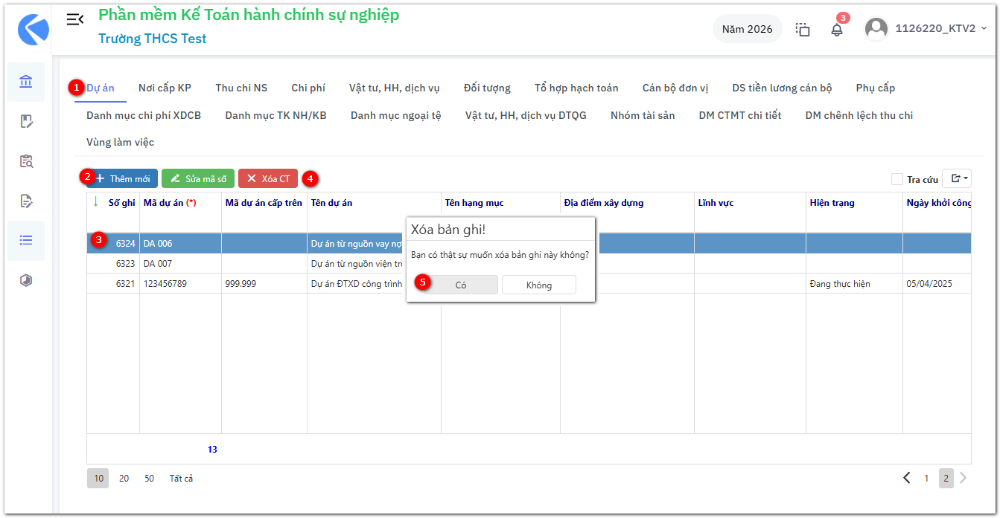 Phần mềm Kế Toán hành chính sự nghiệp
Trường THCS Test
Năm 2026
3
1126220_KTV2
1 Dự án Nơi cấp KP Thu chi NS Chi phí Vật tư, HH, dịch vụ Đối tượng Tổ hợp hạch toán Cán bộ đơn vị DS tiền lương cán bộ Phụ cấp
Danh mục chi phí XDCB Danh mục TK NH/KB Danh mục ngoại tệ Vật tư, HH, dịch vụ DTQG Nhóm tài sản DM CTMT chi tiết DM chênh lệch thu chi
Vùng làm việc
2 Thêm mới Sửa mã số Xóa CT 4 Tra cứu
Số ghi Mã dự án (*) Mã dự án cấp trên Tên dự án Tên hạng mục Địa điểm xây dựng Lĩnh vực Hiện trạng Ngày khởi công
3 6324 DA 006 Dự án từ nguồn vay nợ
6323 DA 007 Dự án từ nguồn viện
6321 123456789 999.999 Dự án ĐTXD công trình Đang thực hiện 05/04/2025
Xóa bản ghi!
Bạn có thật sự muốn xóa bản ghi này không?
5 Có Không
13
10 20 50 Tất cả 1 2